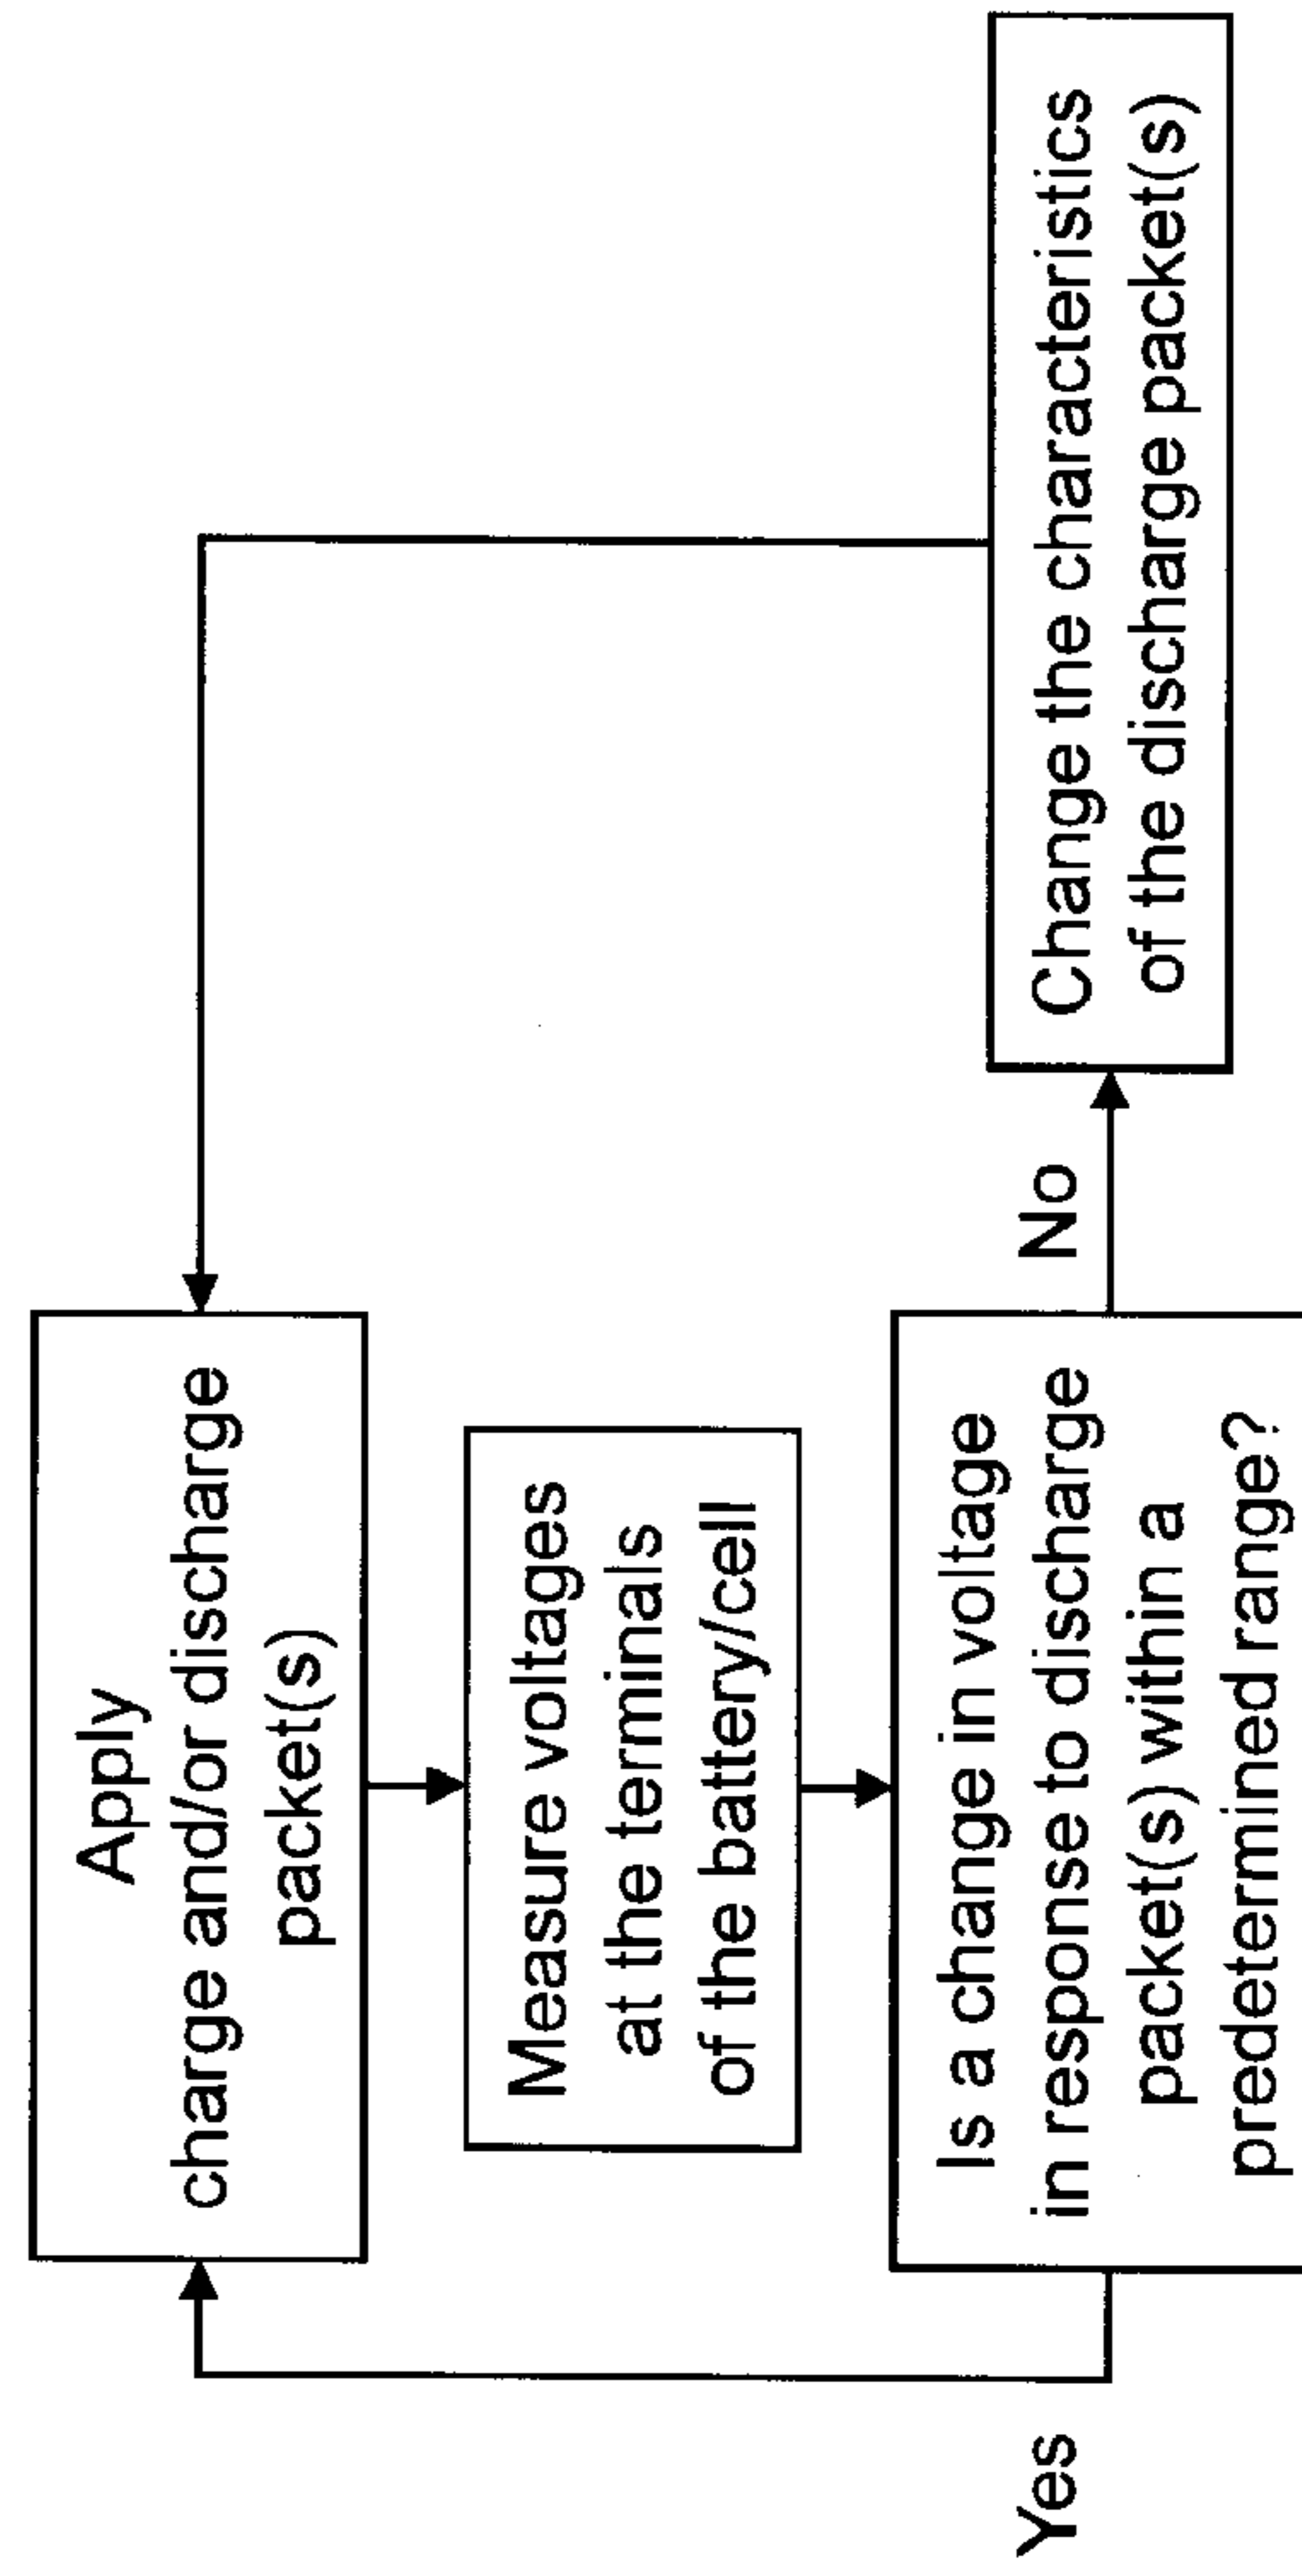 Apply
charge and/or discharge
packet(s)
Measure voltages
at the terminals
of the battery/cell
Is a change in voltage
in response to discharge
packet(s) within a
predetermined range?
Yes
No
Change the characteristics
of the discharge packet(s)